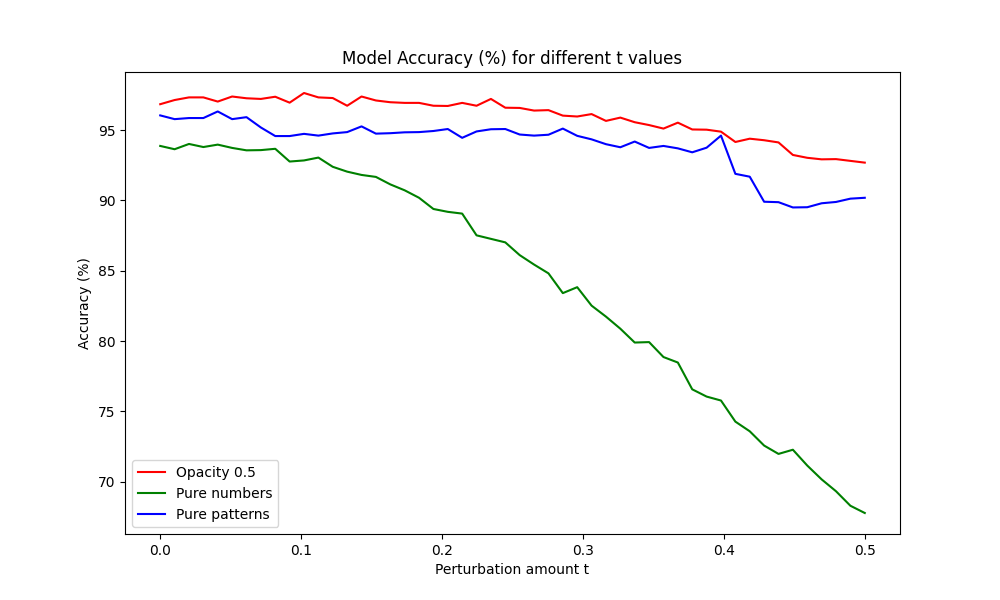 Model Accuracy (%) for different t values
Accuracy (%)
95
90
85
80
75
70
Opacity 0.5
Pure numbers
Pure patterns
0.0 0.1 0.2 0.3 0.4 0.5
Perturbation amount t